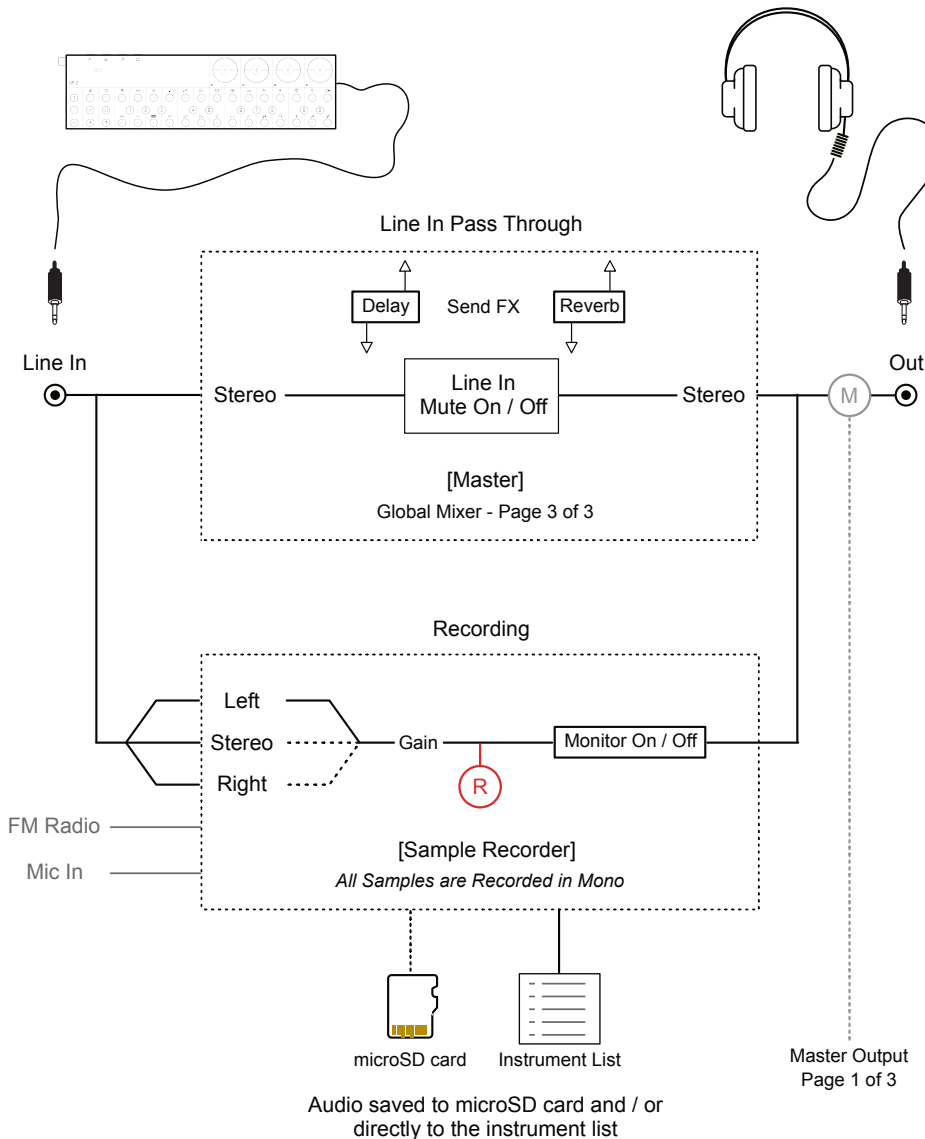 Line In Pass Through
Delay
Send FX
Reverb
Line In
Out
Stereo
Line In
Mute On / Off
Stereo
M
[Master]
Global Mixer - Page 3 of 3
Recording
Left
Stereo
Gain
Monitor On / Off
Right
R
FM Radio
Mic In
[Sample Recorder]
All Samples are Recorded in Mono
microSD card
Instrument List
Master Output
Page 1 of 3
Audio saved to microSD card and / or
directly to the instrument list